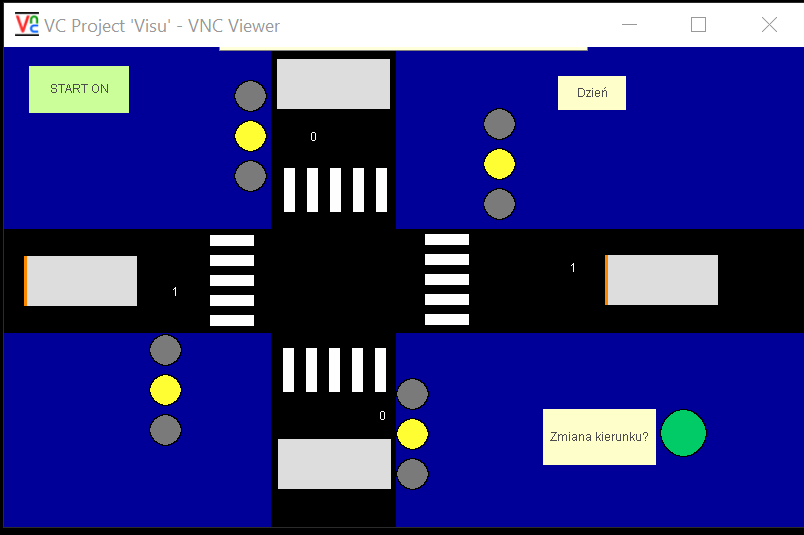 VC Project 'Visu' - VNC Viewer
START ON
Dzień
0
1
1
0
Zmiana kierunku?